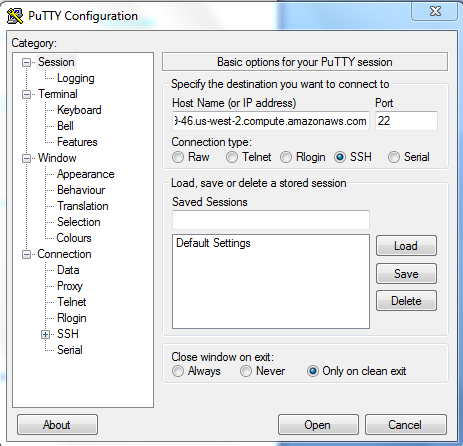 PuTTY Configuration
Category:
Session
Logging
Terminal
Keyboard
Bell
Features
Window
Appearance
Behaviour
Translation
Selection
Colours
Connection
Data
Proxy
Telnet
Rlogin
SSH
Serial
Basic options for your PuTTY session
Specify the destination you want to connect to
Host Name (or IP address) Port
9-46.us-west-2.compute.amazonaws.com 22
Connection type:
Raw Telnet Rlogin SSH Serial
Load, save or delete a stored session
Saved Sessions
Default Settings
Load
Save
Delete
Close window on exit:
Always Never Only on clean exit
About Open Cancel